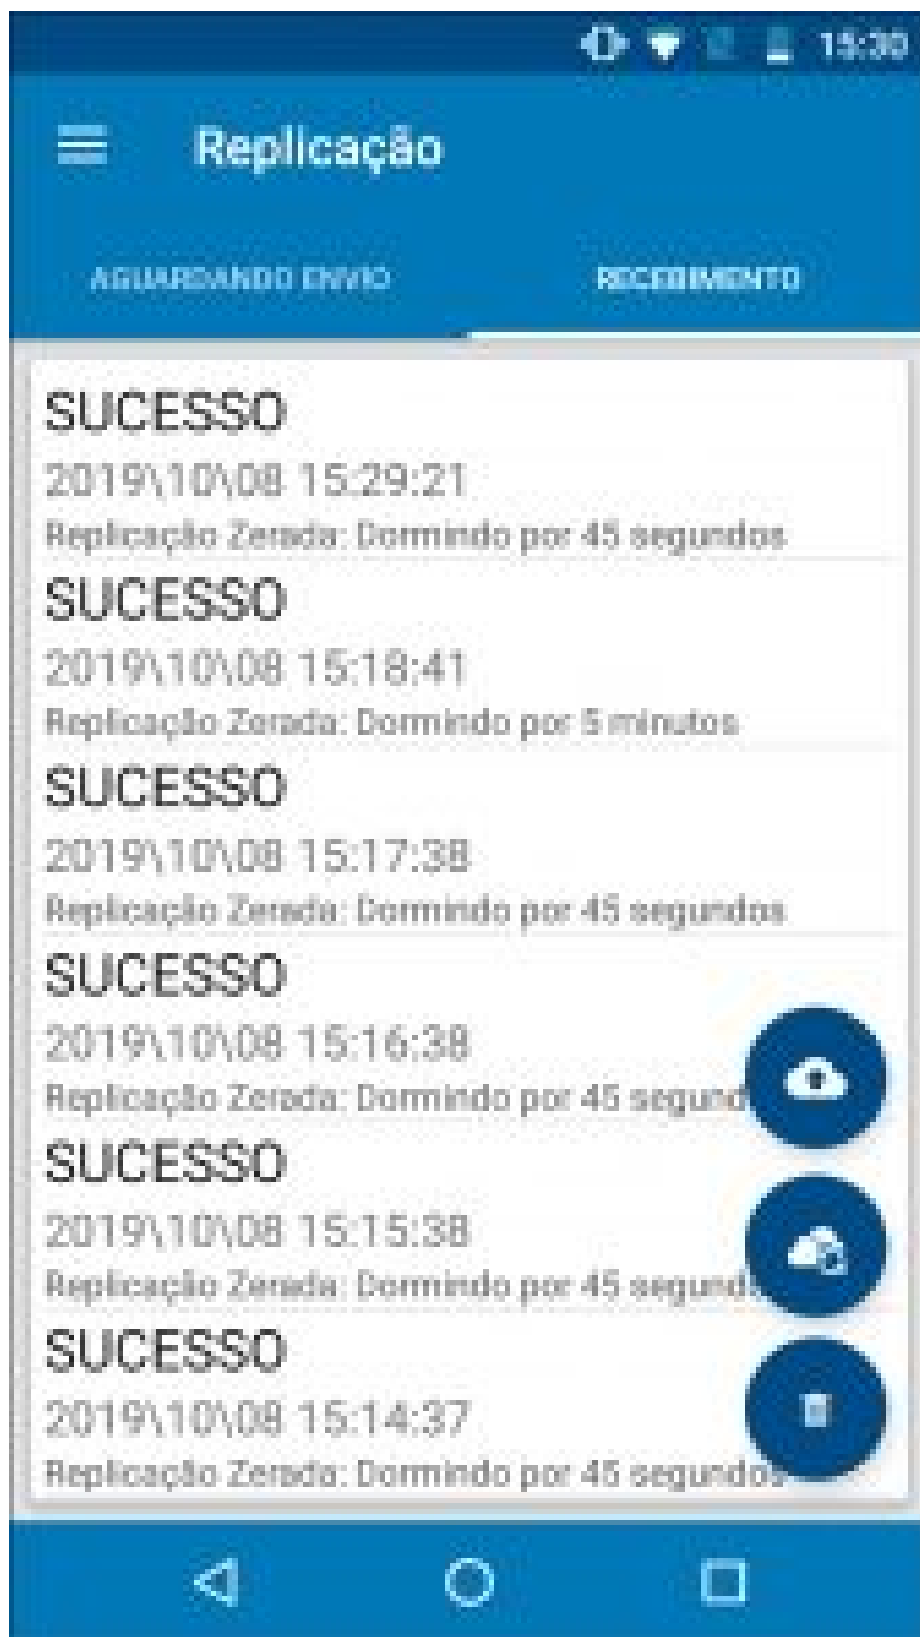 15:30
Replicação
AGUARDANDO ENVIO
RECEBIMENTO
SUCESSO
2019\10\08 15:29:21
Replicação Zerada: Dormindo por 45 segundos
SUCESSO
2019\10\08 15:18:41
Replicação Zerada: Dormindo por 5 minutos
SUCESSO
2019\10\08 15:17:38
Replicação Zerada: Dormindo por 45 segundos
SUCESSO
2019\10\08 15:16:38
Replicação Zerada: Dormindo por 45 segund
SUCESSO
2019\10\08 15:15:38
Replicação Zerada: Dormindo por 45 segund
SUCESSO
2019\10\08 15:14:37
Replicação Zerada: Dormindo por 45 segundos